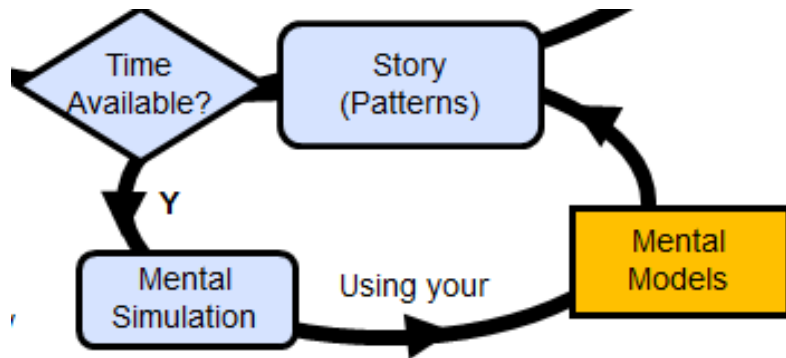 Time
Available?
Story
(Patterns)
Y
Mental
Simulation
Using your
Mental
Models